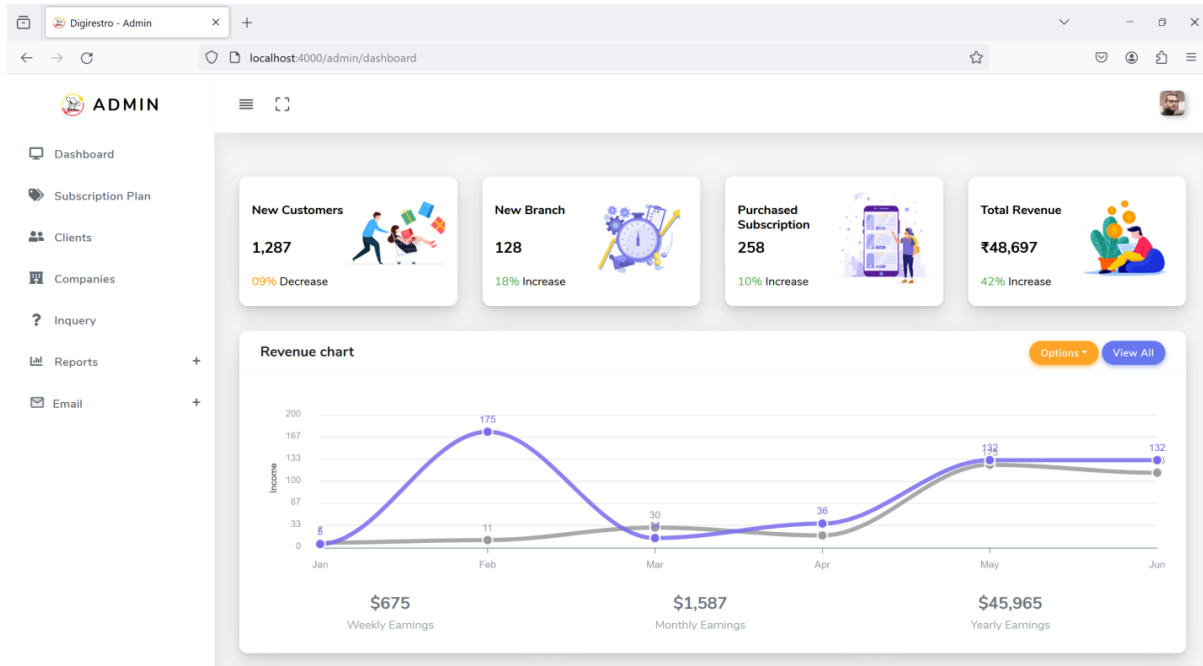 Digirestro - Admin
localhost:4000/admin/dashboard
ADMIN
Dashboard
Subscription Plan
Clients
Companies
Inquery
Reports
Email
New Customers
1,287
09% Decrease
New Branch
128
18% Increase
Purchased
Subscription
258
10% Increase
Total Revenue
₹48,697
42% Increase
Revenue chart
Options
View All
Income
200
167
133
100
67
33
0
175
11
30
36
132
132
Jan
Feb
Mar
Apr
May
Jun
$675
Weekly Earnings
$1,587
Monthly Earnings
$45,965
Yearly Earnings